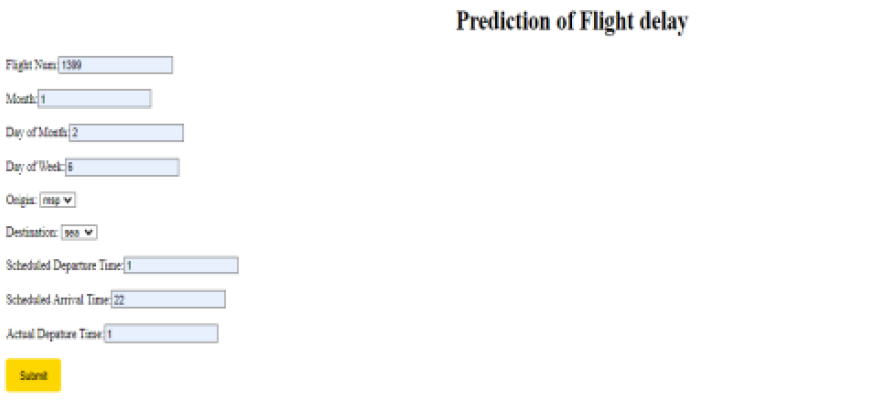 Prediction of Flight delay
Flight Num: 1399
Month: 1
Day of Month: 2
Day of Week: 6
Origin: msp
Destination: sea
Scheduled Departure Time: 1
Scheduled Arrival Time: 22
Actual Depature Time: 1
Submit